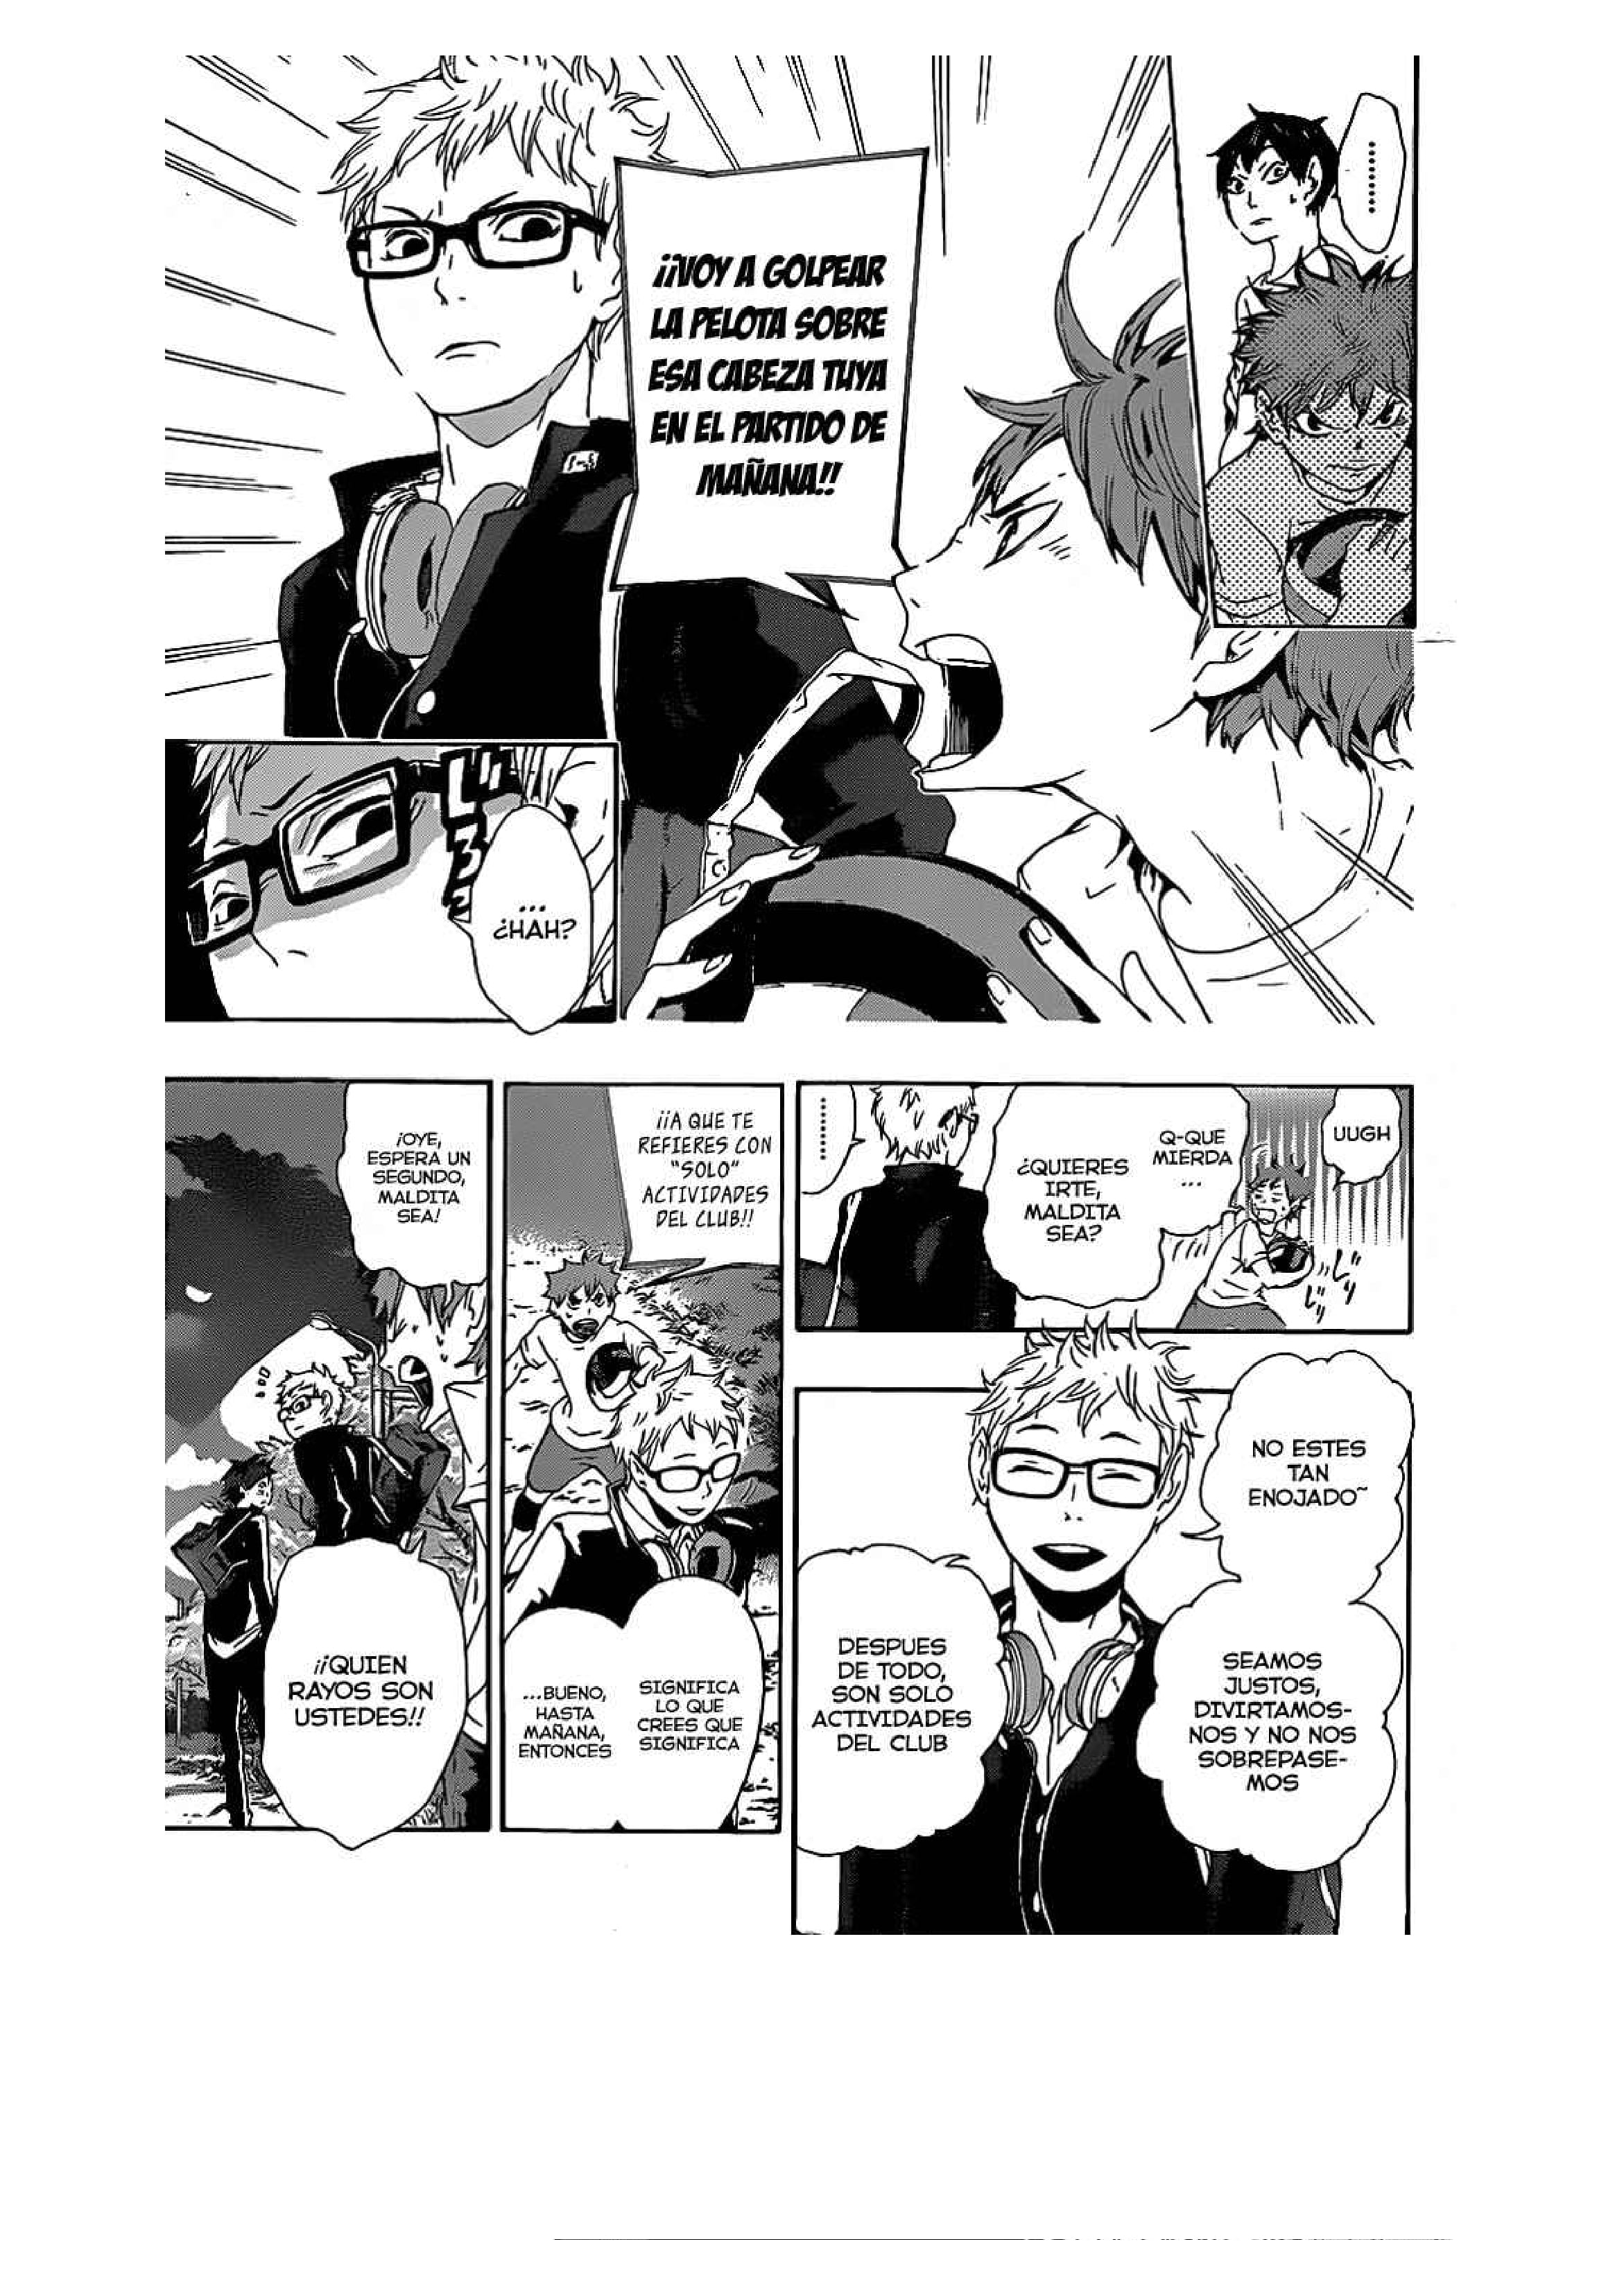 ………
¡¡VOY A GOLPEAR
LA PELOTA SOBRE
ESA CABEZA TUYA
EN EL PARTIDO DE
MAÑANA!!
...
¿HAH?
UUGH
Q-QUE
MIERDA
...
¿QUIERES
IRTE,
MALDITA
SEA?
………
NO ESTES
TAN
ENOJADO~
SEAMOS
JUSTOS,
DIVIRTAMOS-
NOS Y NO NOS
SOBREPASE-
MOS
DESPUES
DE TODO,
SON SOLO
ACTIVIDADES
DEL CLUB
¡¡A QUE TE
REFIERES CON
"SOLO"
ACTIVIDADES
DEL CLUB!!
SIGNIFICA
LO QUE
CREES QUE
SIGNIFICA
...BUENO,
HASTA
MAÑANA,
ENTONCES
¡OYE,
ESPERA UN
SEGUNDO,
MALDITA
SEA!
¡¡QUIEN
RAYOS SON
USTEDES!!